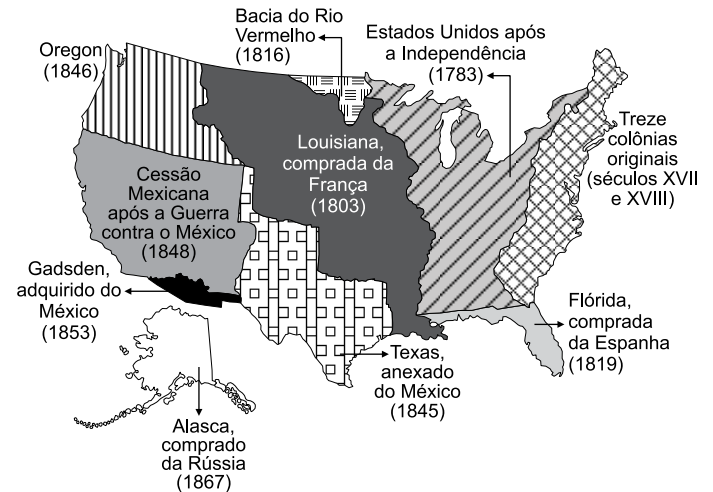 Bacia do Rio
Vermelho
(1816)
Estados Unidos após
a Independência
(1783)
Oregon
(1846)
Treze
colônias
originais
(séculos XVII
e XVIII)
Louisiana,
comprada da
França
(1803)
Cessão
Mexicana
após a Guerra
contra o México
(1848)
Gadsden,
adquirido do
México
(1853)
Flórida,
comprada
da Espanha
(1819)
Texas,
anexado
do México
(1845)
Alasca,
comprado
da Rússia
(1867)